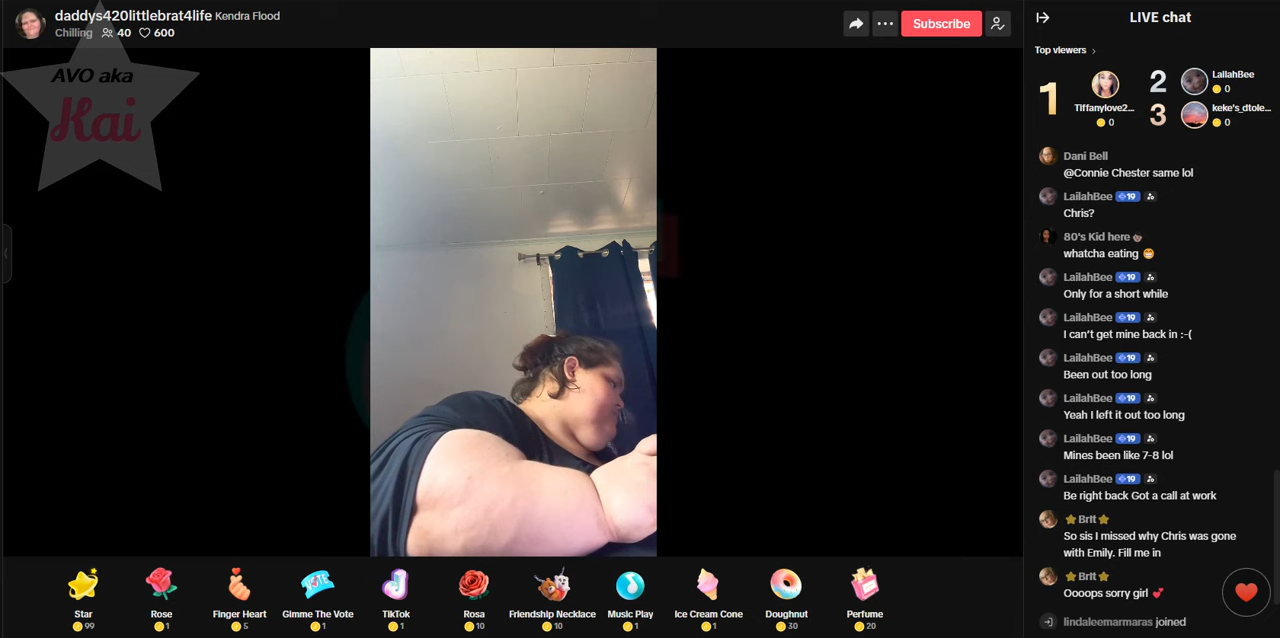 daddys420littlebrat4life Kendra Flood
Chilling 40 600
Subscribe
AVO aka
Kai
LIVE chat
Top viewers >
1 Tiffanylove2... 0
2 LailahBee 0
3 keke's_dtole... 0
Dani Bell
@Connie Chester same lol
LailahBee 19
Chris?
80's Kid here
whatcha eating 😁
LailahBee 19
Only for a short while
LailahBee 19
I can't get mine back in :-(
LailahBee 19
Been out too long
LailahBee 19
Yeah I left it out too long
LailahBee 19
Mines been like 7-8 lol
LailahBee 19
Be right back Got a call at work
⭐ BrIt ⭐
So sis I missed why Chris was gone
with Emily. Fill me in
⭐ BrIt ⭐
Oooops sorry girl 💕
lindaleemarmaras joined
Star Rose Finger Heart Gimme The Vote TikTok Rosa Friendship Necklace Music Play Ice Cream Cone Doughnut Perfume
99 1 5 1 1 10 10 1 1 30 20